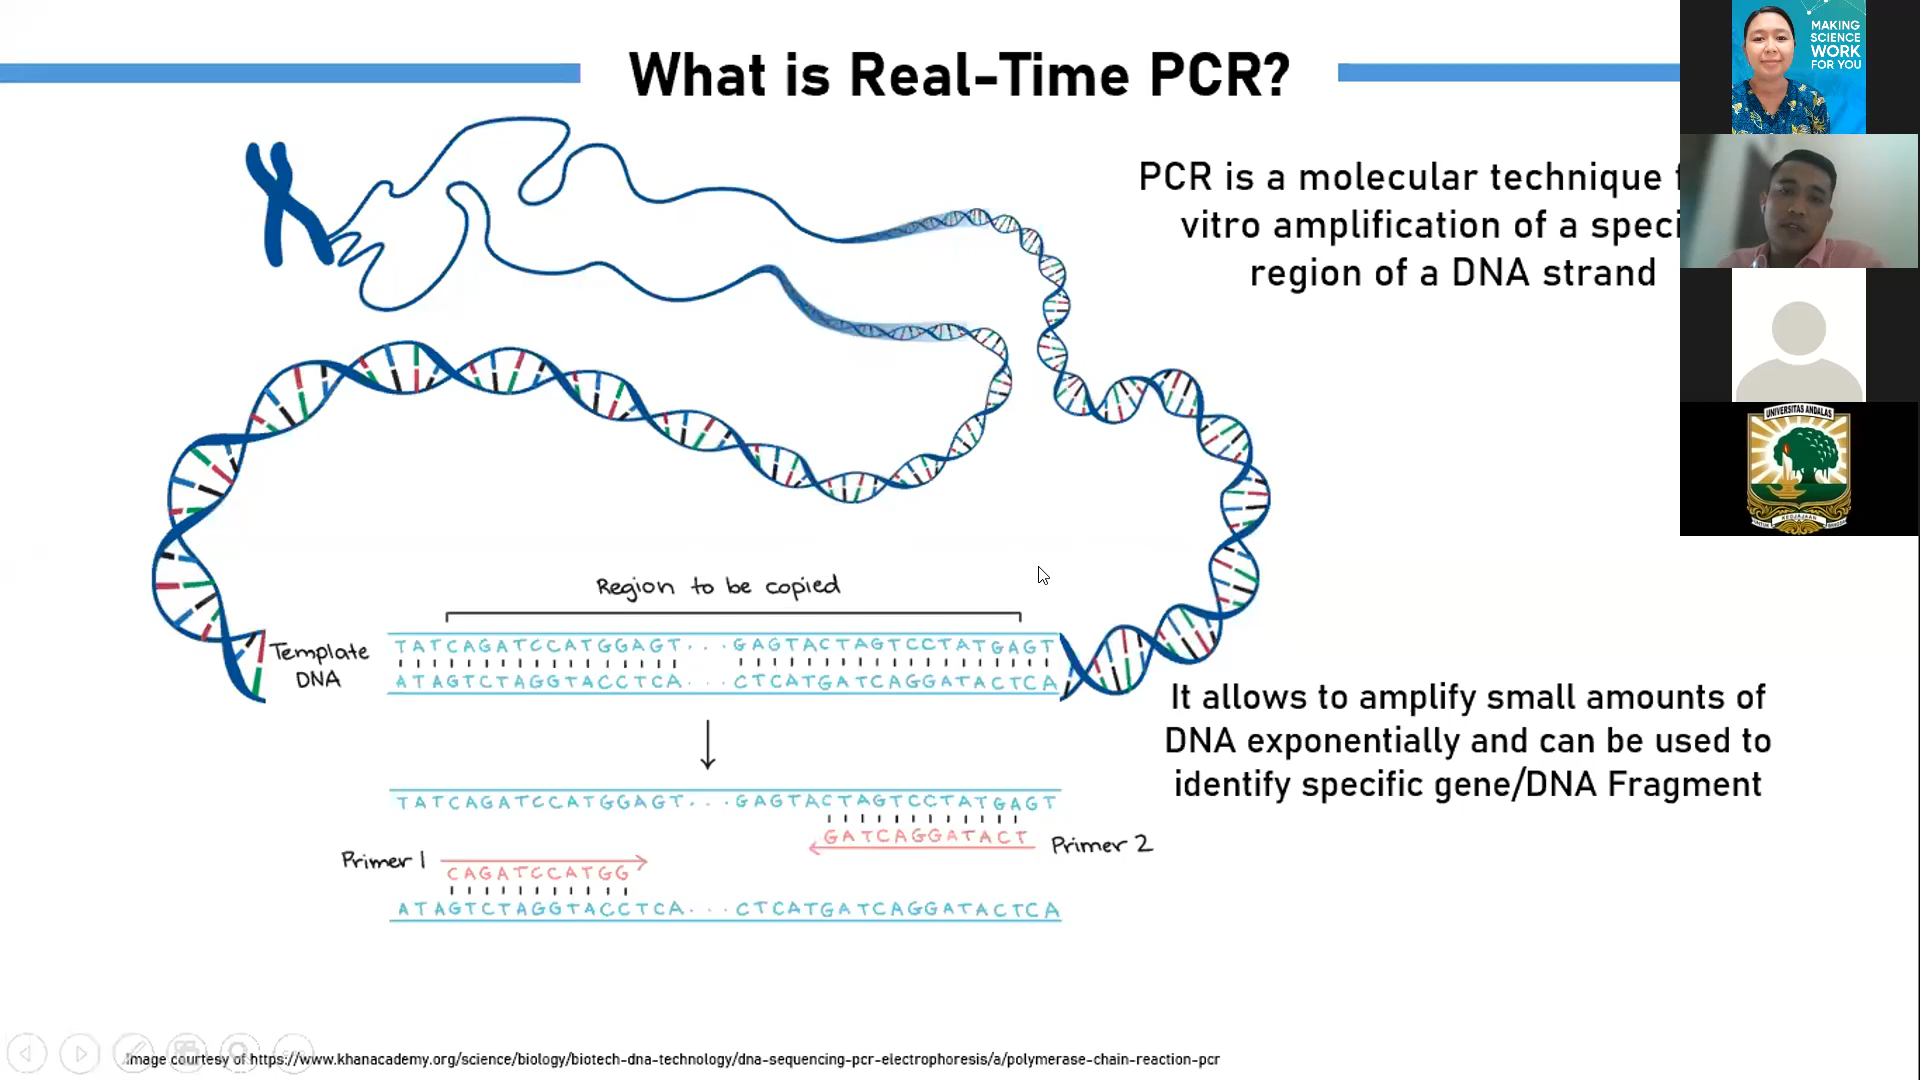 What is Real-Time PCR?
MAKING
SCIENCE
WORK
FOR YOU
PCR is a molecular technique
vitro amplification of a speci
region of a DNA strand
UNIVERSITAS ANDALAS
Region to be copied
Template
DNA
TATCAGATCCATGGAGT...GAGTACTAGTCCTATGAGT
ATAGTCTAGGTACCTCA...CTCATGATCAGGATACTCA
It allows to amplify small amounts of
DNA exponentially and can be used to
identify specific gene/DNA Fragment
TATCAGATCCATGGAGT...GAGTACTAGTCCTATGAGT
GATCAGGATACT
Primer 2
Primer 1
CAGATCCATGG
ATAGTCTAGGTACCTCA...CTCATGATCAGGATACTCA
Image courtesy of https://www.khanacademy.org/science/biology/biotech-dna-technology/dna-sequencing-pcr-electrophoresis/a/polymerase-chain-reaction-pcr